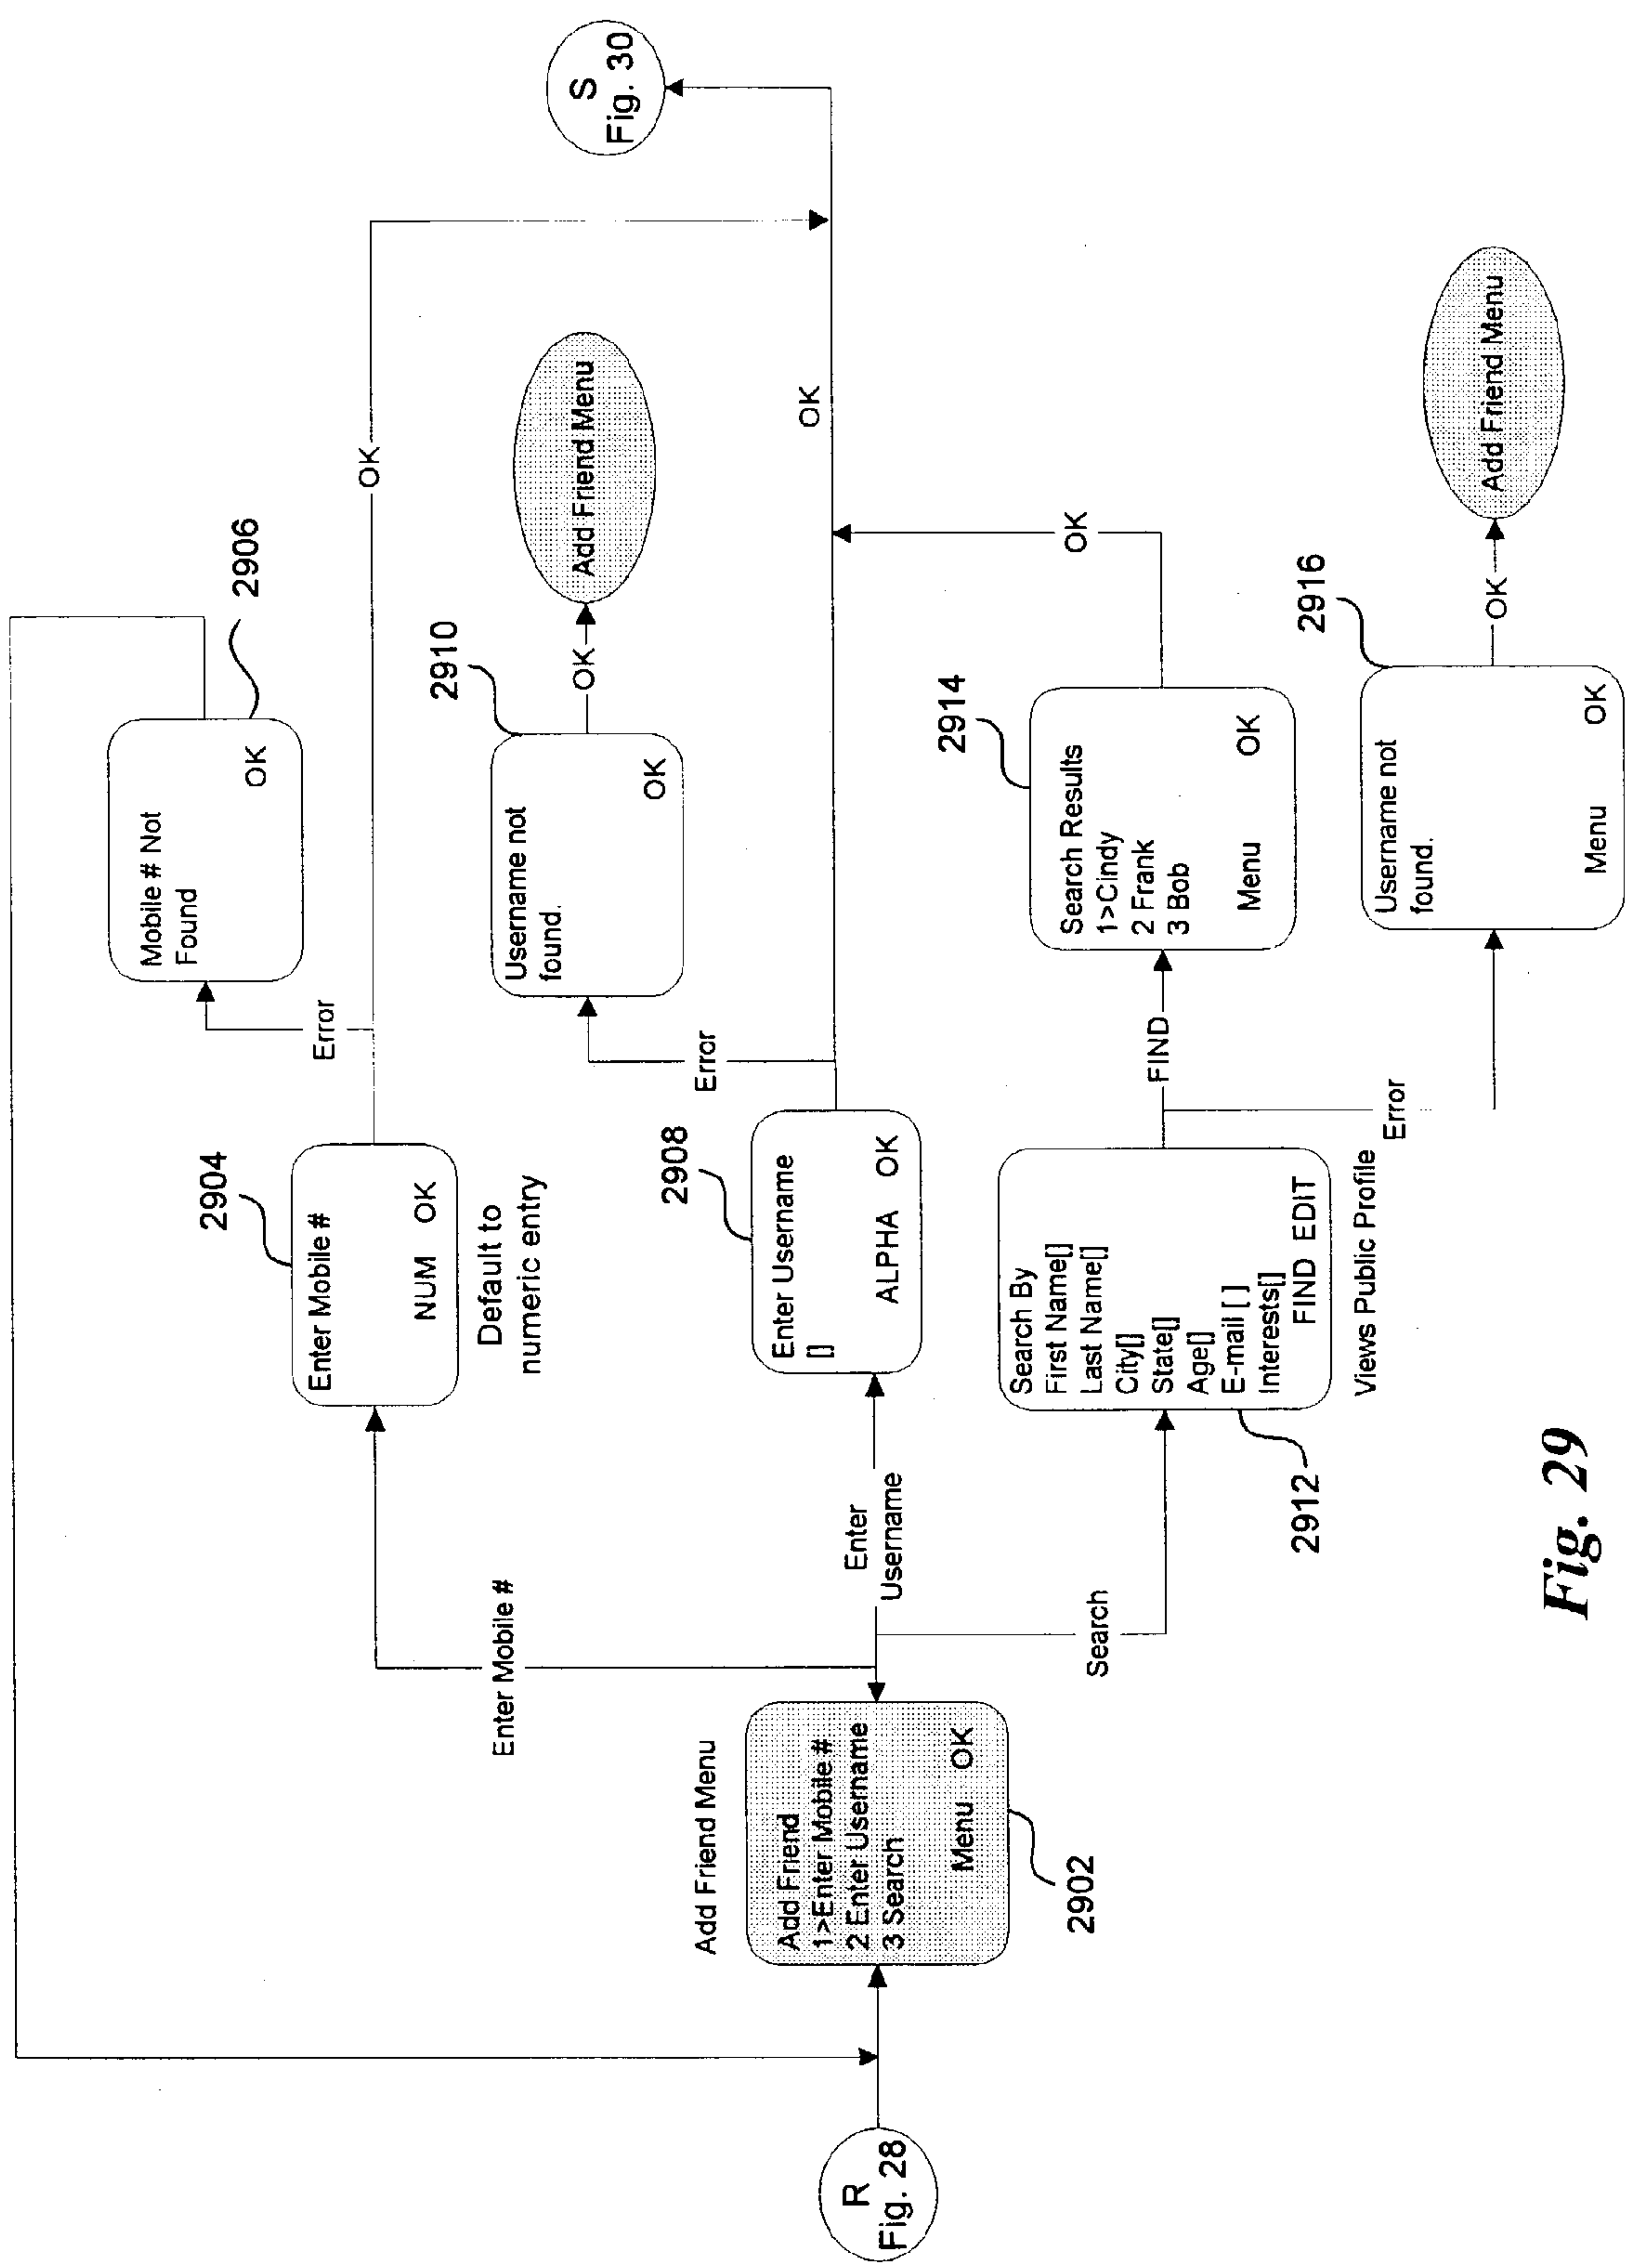 R
Fig. 28
Add Friend Menu
Add Friend
1>Enter Mobile #
2 Enter Username
3 Search
Menu OK
2902
Enter Mobile #
Enter
Username
Search
2904
Enter Mobile #
NUM OK
Default to
numeric entry
Error
2906
Mobile # Not
Found
OK
OK
2908
Enter Username
[]
ALPHA OK
Error
2910
Username not
found.
OK
OK
Add Friend Menu
OK
S
Fig. 30
2912
Search By
First Name[]
Last Name[]
City[]
State[]
Age[]
E-mail [ ]
Interests[]
FIND EDIT
Views Public Profile
FIND
Error
2914
Search Results
1>Cindy
2 Frank
3 Bob
Menu OK
OK
2916
Username not
found.
Menu OK
OK
Add Friend Menu
Fig. 29